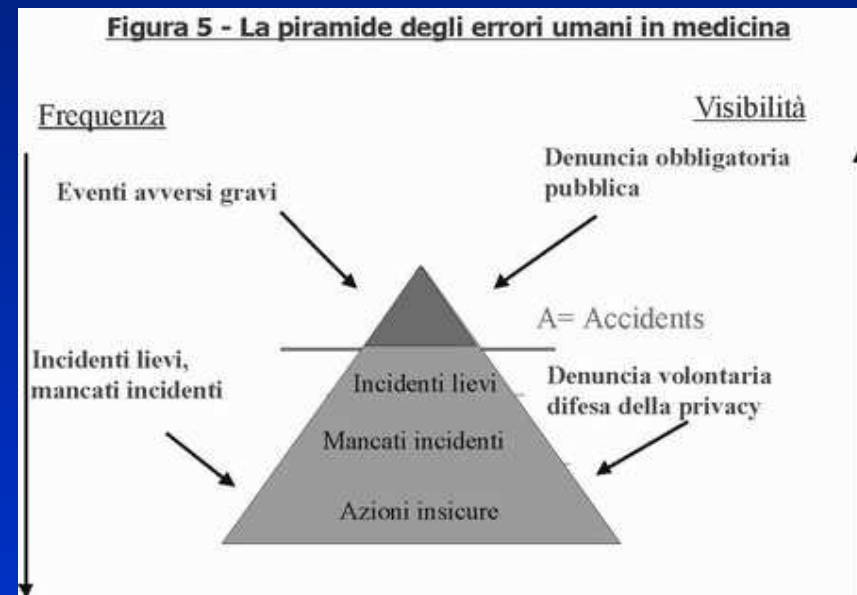 Figura 5 - La piramide degli errori umani in medicina
Frequenza
Visibilità
Eventi avversi gravi
Denuncia obbligatoria
pubblica
A= Accidents
Incidenti lievi,
mancati incidenti
Incidenti lievi
Mancati incidenti
Azioni insicure
Denuncia volontaria
difesa della privacy